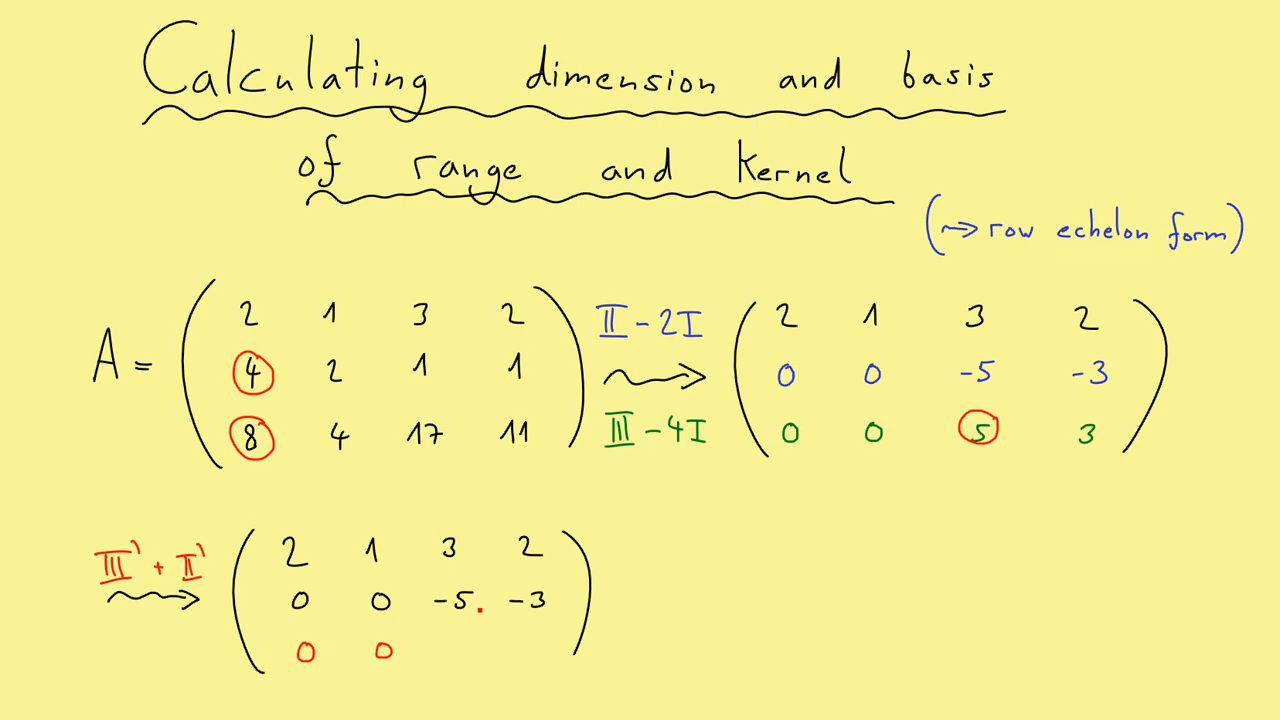 Calculating dimension and basis
of range and kernel
(⇝ row echelon form)
A = ( 2 1 3 2 ) II - 2I ( 2 1 3 2 )
4 2 1 1 ⇝ 0 0 -5 -3
8 4 17 11 III - 4I 0 0 5 3
III' + II' ( 2 1 3 2 )
⇝ 0 0 -5 . -3
0 0